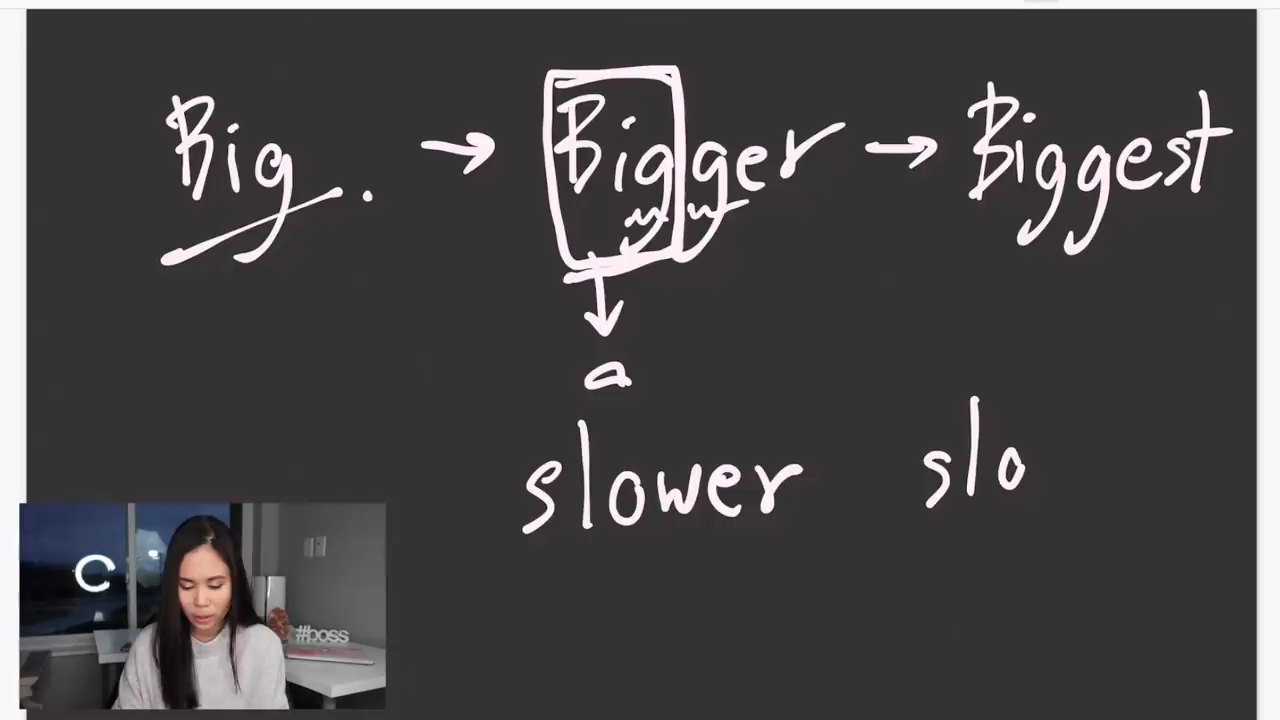 Big. → Bigger → Biggest
a
slower slo
#boss